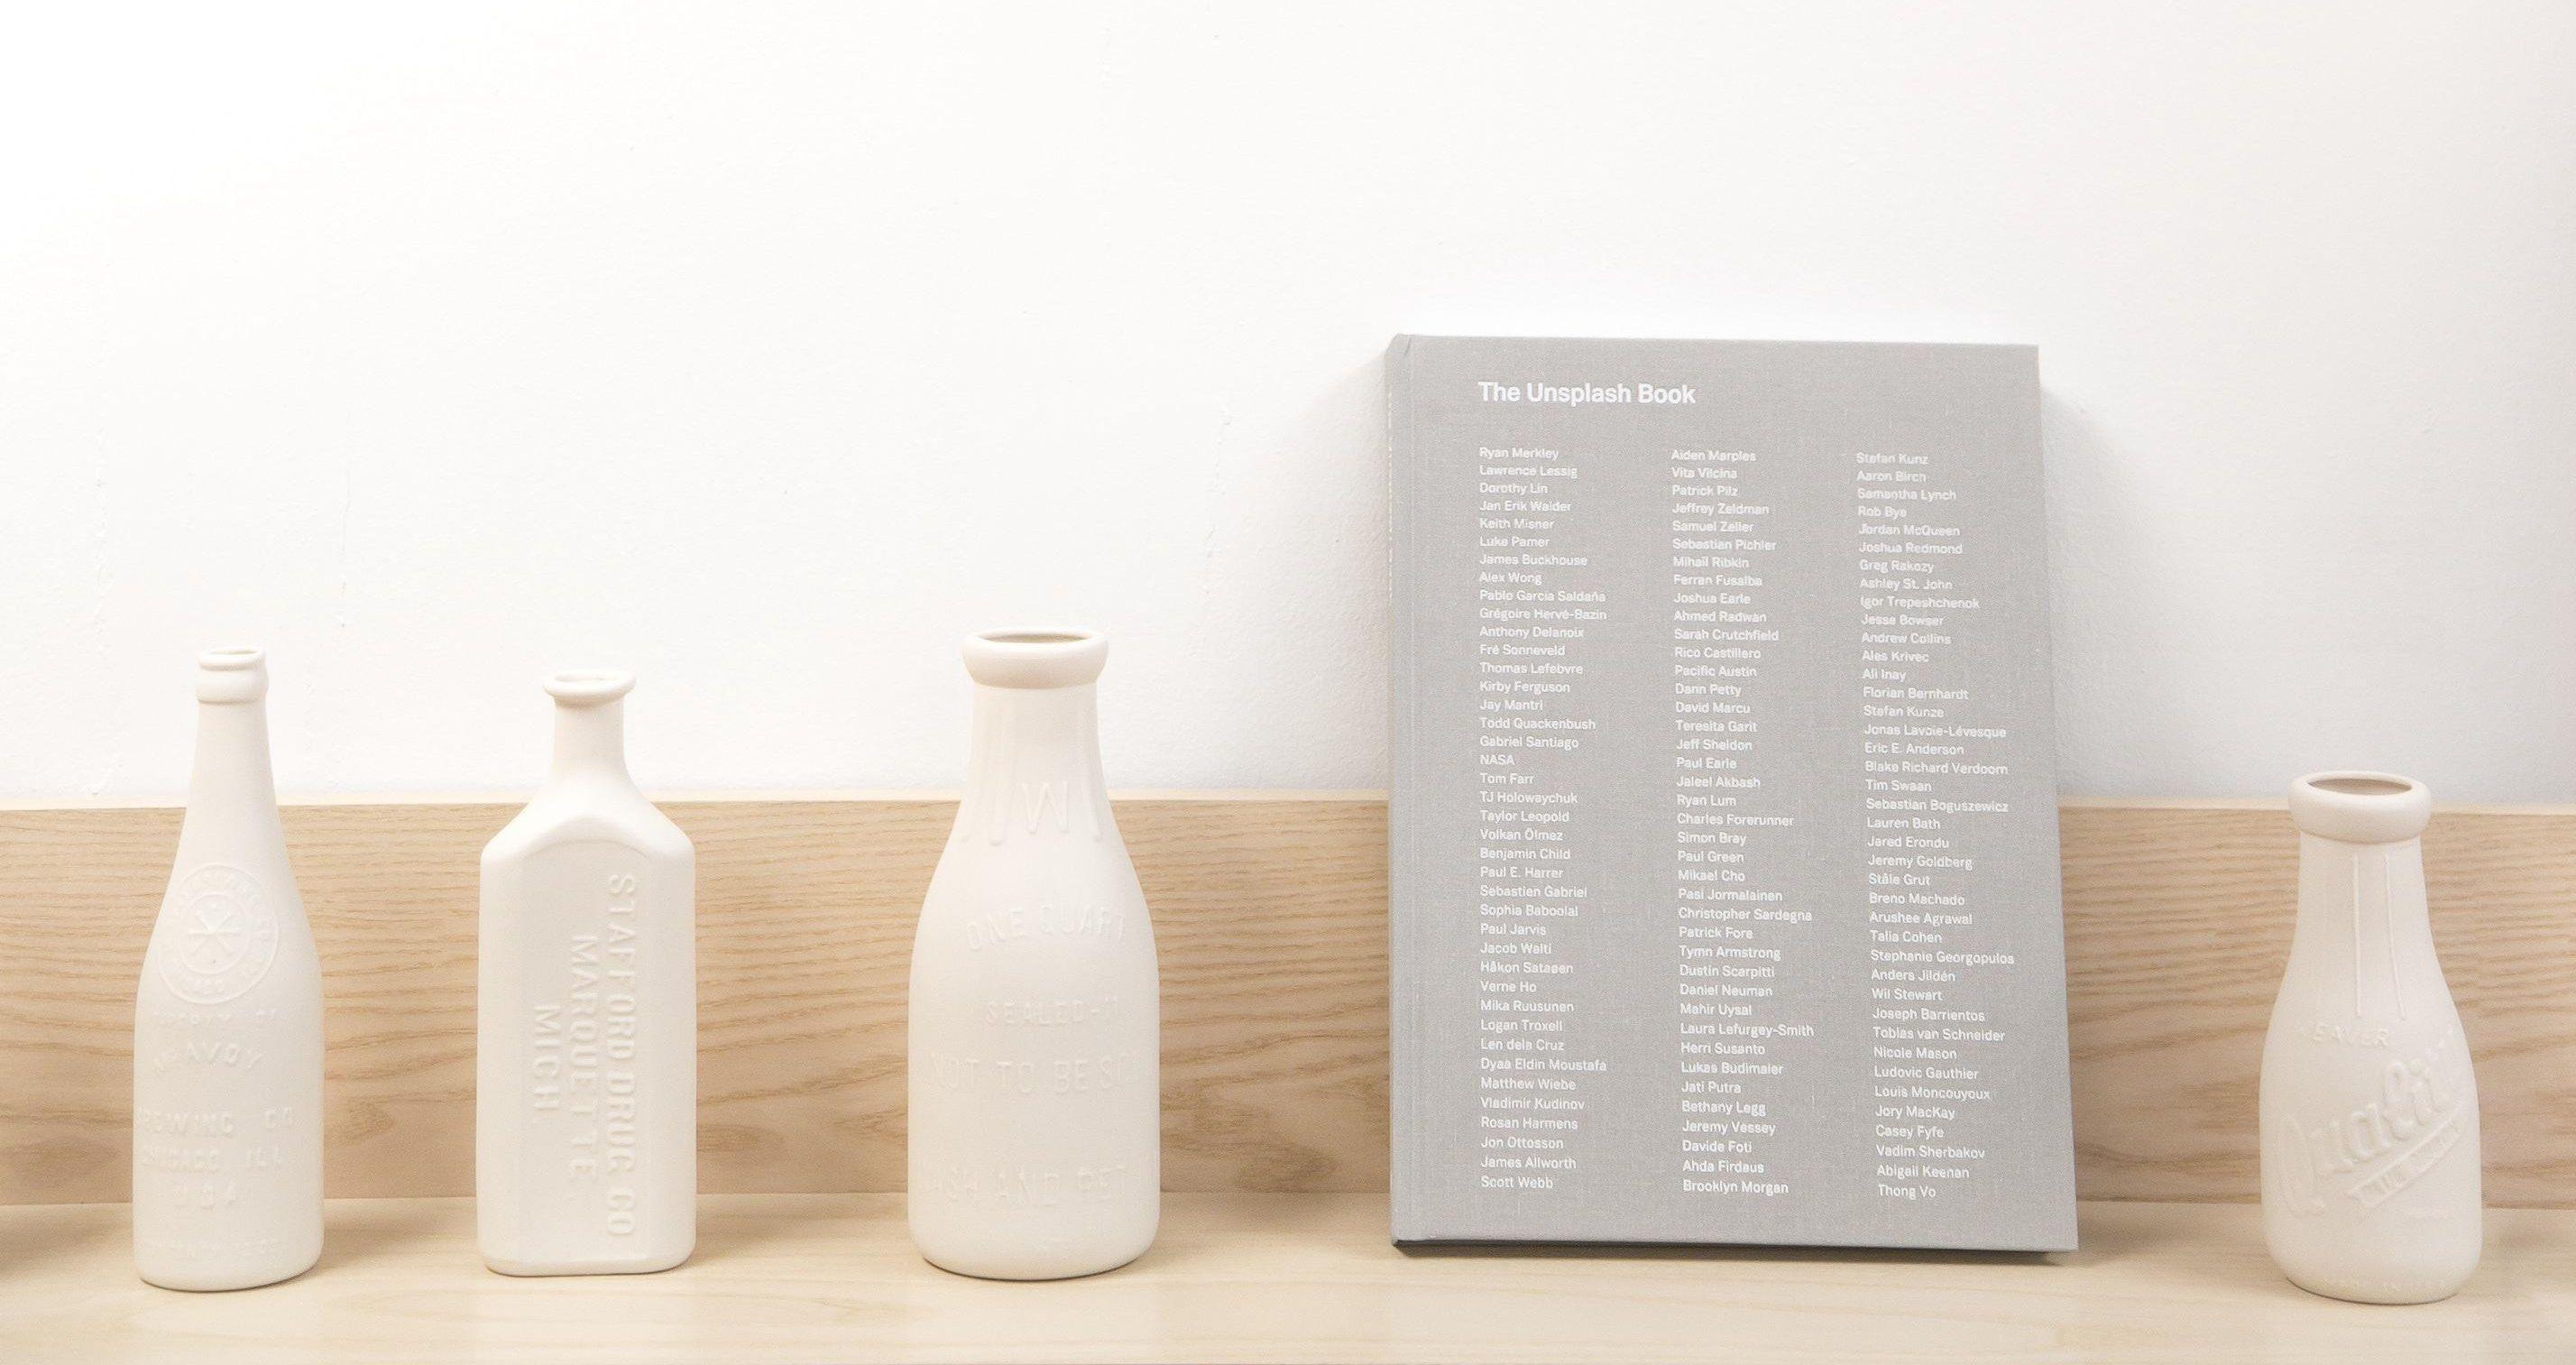 McAVOY
BREWING CO
CHICAGO ILL
USA
STAFFORD DRUG CO
MARQUETTE
MICH.
W
ONE QUART
SEALED
NOT TO BE
AND
The Unsplash Book
Ryan Merkley
Lawrence Lessig
Dorothy Lin
Jan Erik Waider
Keith Misner
Luke Pamer
James Buckhouse
Alex Wong
Pablo Garcia Saldaña
Grégoire Hervé-Bazin
Anthony Delanoix
Fré Sonneveld
Thomas Lefebvre
Kirby Ferguson
Jay Mantri
Todd Quackenbush
Gabriel Santiago
NASA
Tom Farr
TJ Holowaychuk
Taylor Leopold
Volkan Ölmez
Benjamin Child
Paul E. Harrer
Sebastien Gabriel
Sophia Baboolal
Paul Jarvis
Jacob Walti
Håkon Sataøen
Verne Ho
Mika Ruusunen
Logan Troxell
Len dela Cruz
Dyaa Eldin Moustafa
Matthew Wiebe
Vladimir Kudinov
Rosan Harmens
Jon Ottosson
James Allworth
Scott Webb
Aiden Marples
Vita Vilcina
Patrick Pilz
Jeffrey Zeldman
Samuel Zeller
Sebastian Pichler
Mihail Ribkin
Ferran Fusalba
Joshua Earle
Ahmed Radwan
Sarah Crutchfield
Rico Castillero
Pacific Austin
Dann Petty
David Marcu
Teresita Garit
Jeff Sheldon
Paul Earle
Jaleel Akbash
Ryan Lum
Charles Forerunner
Simon Bray
Paul Green
Mikael Cho
Pasi Jormalainen
Christopher Sardegna
Patrick Fore
Tymn Armstrong
Dustin Scarpitti
Daniel Neuman
Mahir Uysal
Laura Lefurgey-Smith
Herri Susanto
Lukas Budimaier
Jati Putra
Bethany Legg
Jeremy Vessey
Davide Foti
Ahda Firdaus
Brooklyn Morgan
Stefan Kunz
Aaron Birch
Samantha Lynch
Rob Bye
Jordan McQueen
Joshua Redmond
Greg Rakozy
Ashley St. John
Igor Trepeshchenok
Jesse Bowser
Andrew Collins
Ales Krivec
Ali Inay
Florian Bernhardt
Stefan Kunze
Jonas Lavoie-Lévesque
Eric E. Anderson
Blake Richard Verdoorn
Tim Swaan
Sebastian Boguszewicz
Lauren Bath
Jared Erondu
Jeremy Goldberg
Ståle Grut
Breno Machado
Arushee Agrawal
Talia Cohen
Stephanie Georgopulos
Anders Jildén
Wil Stewart
Joseph Barrientos
Tobias van Schneider
Nicole Mason
Ludovic Gauthier
Louis Moncouyoux
Jory MacKay
Casey Fyfe
Vadim Sherbakov
Abigail Keenan
Thong Vo